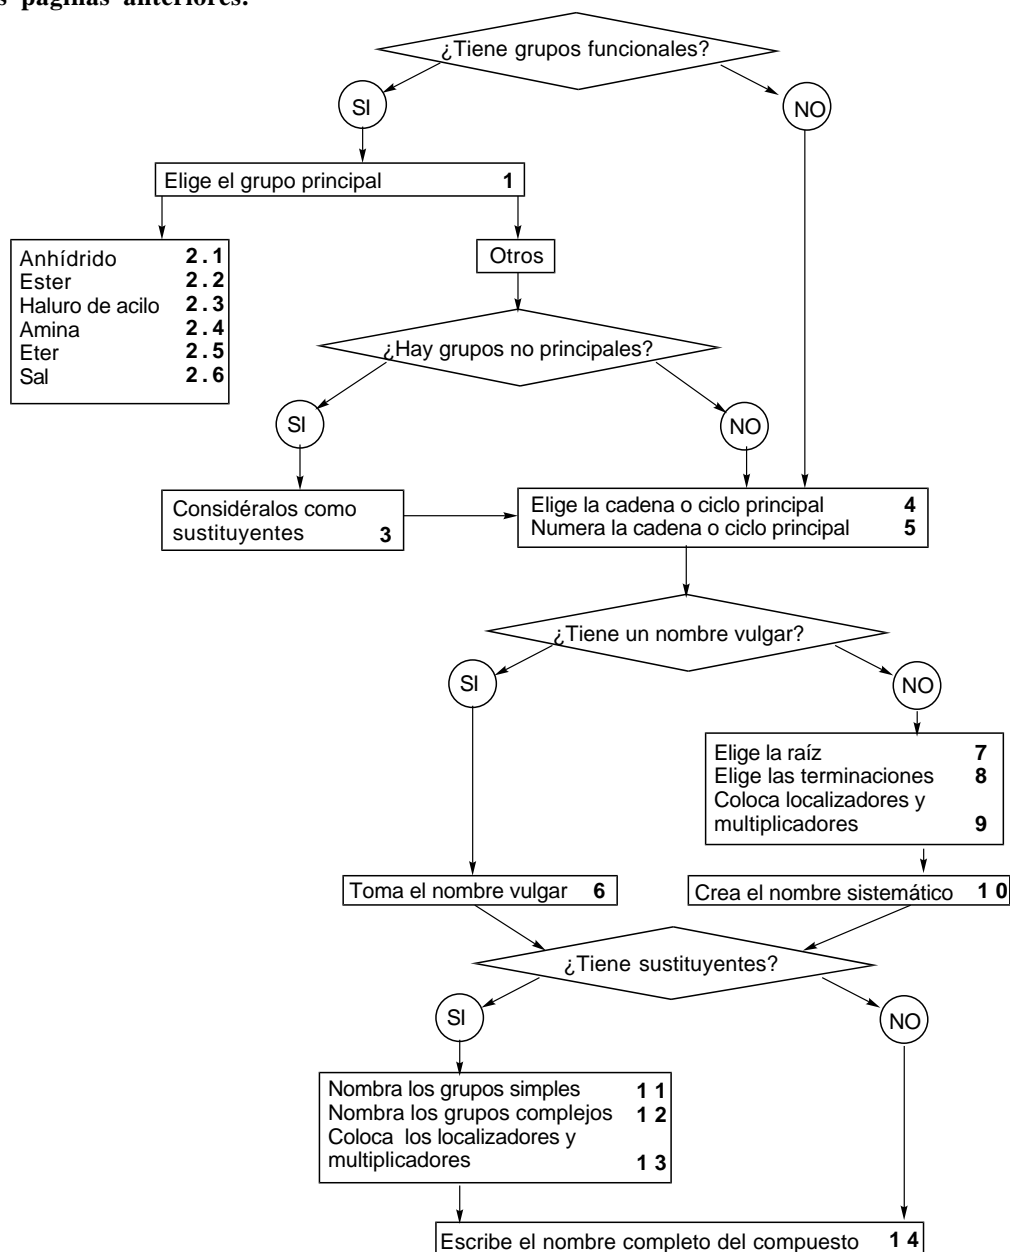 páginas anteriores.
¿Tiene grupos funcionales?
SI
NO
Elige el grupo principal 1
Anhídrido 2.1
Ester 2.2
Haluro de acilo 2.3
Amina 2.4
Eter 2.5
Sal 2.6
Otros
¿Hay grupos no principales?
SI
NO
Considéralos como
sustituyentes 3
Elige la cadena o ciclo principal 4
Numera la cadena o ciclo principal 5
¿Tiene un nombre vulgar?
SI
NO
Elige la raíz 7
Elige las terminaciones 8
Coloca localizadores y
multiplicadores 9
Toma el nombre vulgar 6
Crea el nombre sistemático 10
¿Tiene sustituyentes?
SI
NO
Nombra los grupos simples 11
Nombra los grupos complejos 12
Coloca los localizadores y
multiplicadores 13
Escribe el nombre completo del compuesto 14